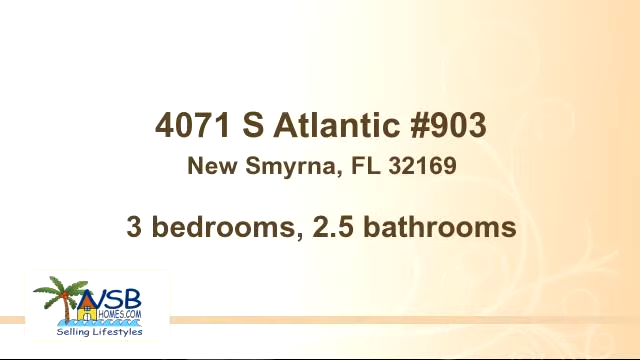 4071 S Atlantic #903
New Smyrna, FL 32169
3 bedrooms, 2.5 bathrooms
NSB
HOMES.COM
Selling Lifestyles